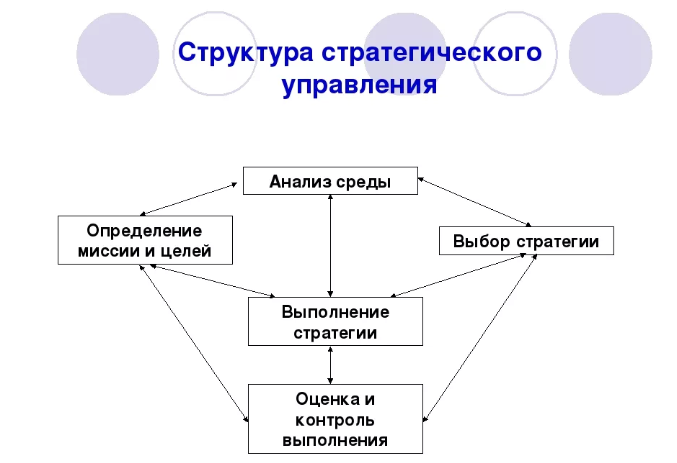 Структура стратегического
управления
Анализ среды
Определение
миссии и целей
Выбор стратегии
Выполнение
стратегии
Оценка и
контроль
выполнения